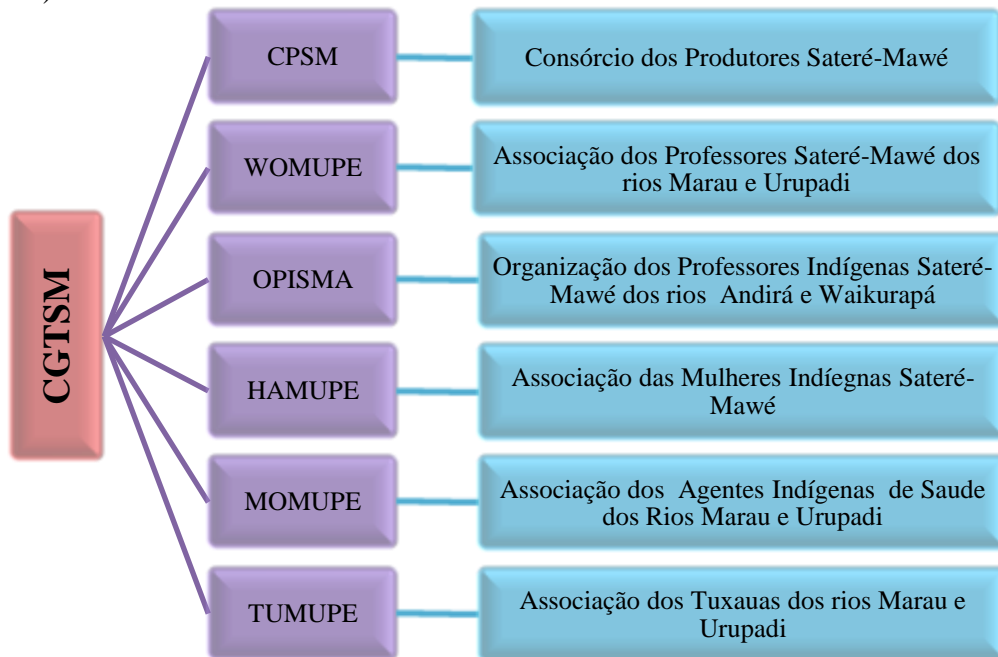 CGTSM
CPSM
Consórcio dos Produtores Sateré-Mawé
WOMUPE
Associação dos Professores Sateré-Mawé dos
rios Marau e Urupadi
OPISMA
Organização dos Professores Indígenas Sateré-
Mawé dos rios Andirá e Waikurapá
HAMUPE
Associação das Mulheres Indíegnas Sateré-
Mawé
MOMUPE
Associação dos Agentes Indígenas de Saude
dos Rios Marau e Urupadi
TUMUPE
Associação dos Tuxauas dos rios Marau e
Urupadi